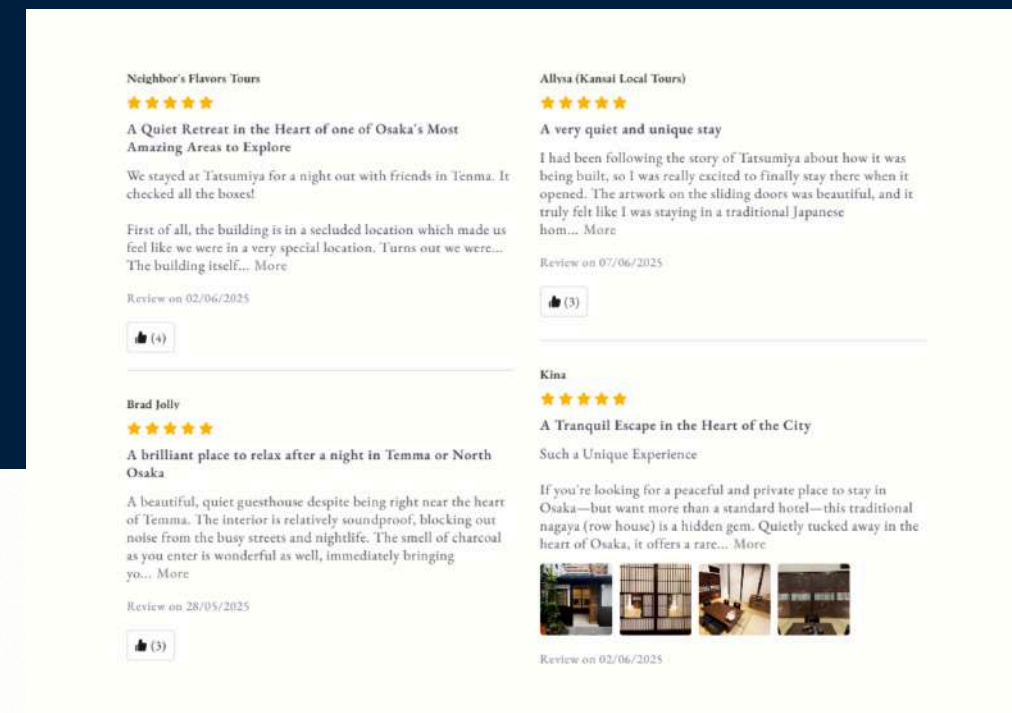 Neighbor's Flavors Tours
A Quiet Retreat in the Heart of one of Osaka's Most
Amazing Areas to Explore
We stayed at Tatsumiya for a night out with friends in Tenma. It
checked all the boxes!
First of all, the building is in a secluded location which made us
feel like we were in a very special location. Turns out we were...
The building itself... More
Review on 02/06/2025
(4)
Brad Jolly
A brilliant place to relax after a night in Temma or North
Osaka
A beautiful, quiet guesthouse despite being right near the heart
of Temma. The interior is relatively soundproof, blocking out
noise from the busy streets and nightlife. The smell of charcoal
as you enter is wonderful as well, immediately bringing
yo... More
Review on 28/05/2025
(3)
Allysa (Kansai Local Tours)
A very quiet and unique stay
I had been following the story of Tatsumiya about how it was
being built, so I was really excited to finally stay there when it
opened. The artwork on the sliding doors was beautiful, and it
truly felt like I was staying in a traditional Japanese
hom... More
Review on 07/06/2025
(3)
Kina
A Tranquil Escape in the Heart of the City
Such a Unique Experience
If you're looking for a peaceful and private place to stay in
Osaka—but want more than a standard hotel—this traditional
nagaya (row house) is a hidden gem. Quietly tucked away in the
heart of Osaka, it offers a rare... More
Review on 02/06/2025